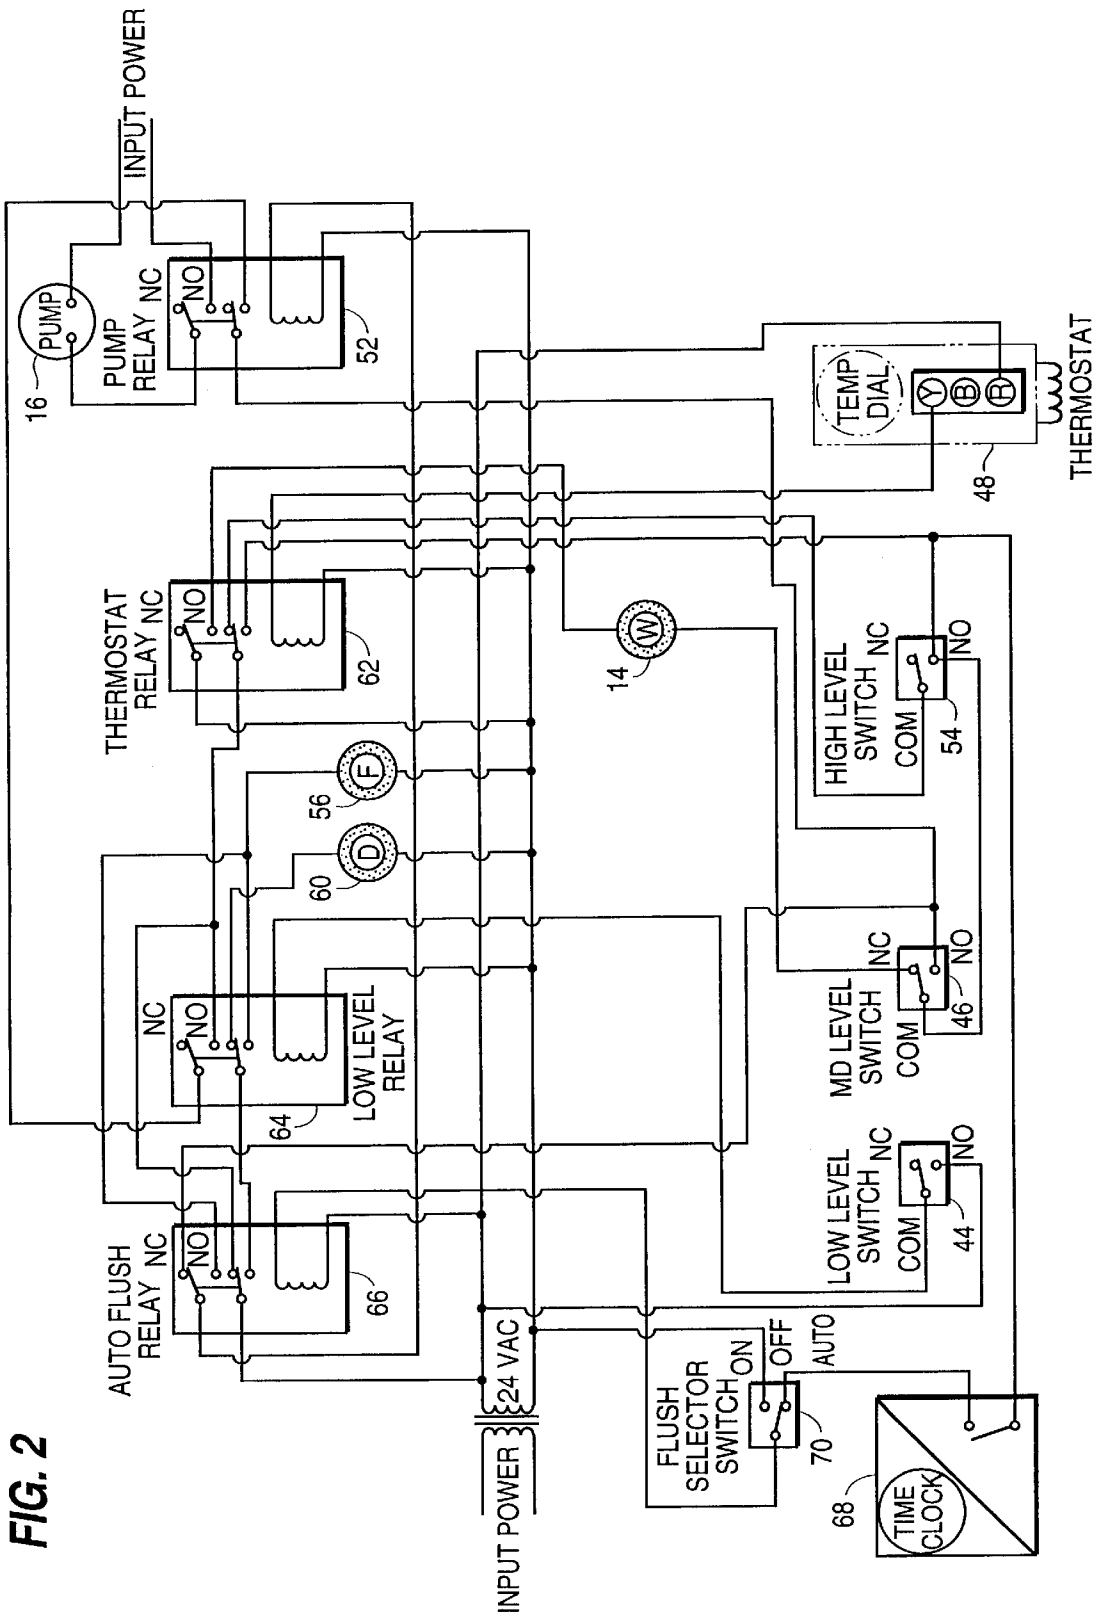 FIG. 2
INPUT POWER
PUMP
16
PUMP
RELAY NC
NO
52
THERMOSTAT
RELAY NC
NO
62
F
56
D
60
NC
NO
64
LOW LEVEL
RELAY
AUTO FLUSH
RELAY NC
NO
66
24 VAC
INPUT POWER
FLUSH
SELECTOR
SWITCH ON
OFF
AUTO
70
TIME
CLOCK
68
LOW LEVEL
SWITCH NC
COM
NO
44
MD LEVEL
SWITCH
NC
COM
NO
46
HIGH LEVEL
SWITCH NC
COM
NO
54
W
14
TEMP
DIAL
Y
B
R
48
THERMOSTAT